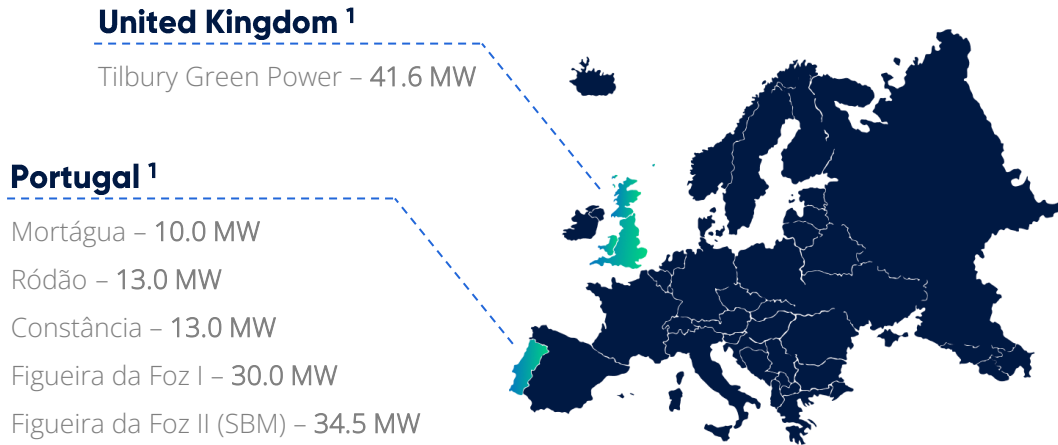 United Kingdom ¹
Tilbury Green Power – 41.6 MW
Portugal ¹
Mortágua – 10.0 MW
Ródão – 13.0 MW
Constância – 13.0 MW
Figueira da Foz I – 30.0 MW
Figueira da Foz II (SBM) – 34.5 MW